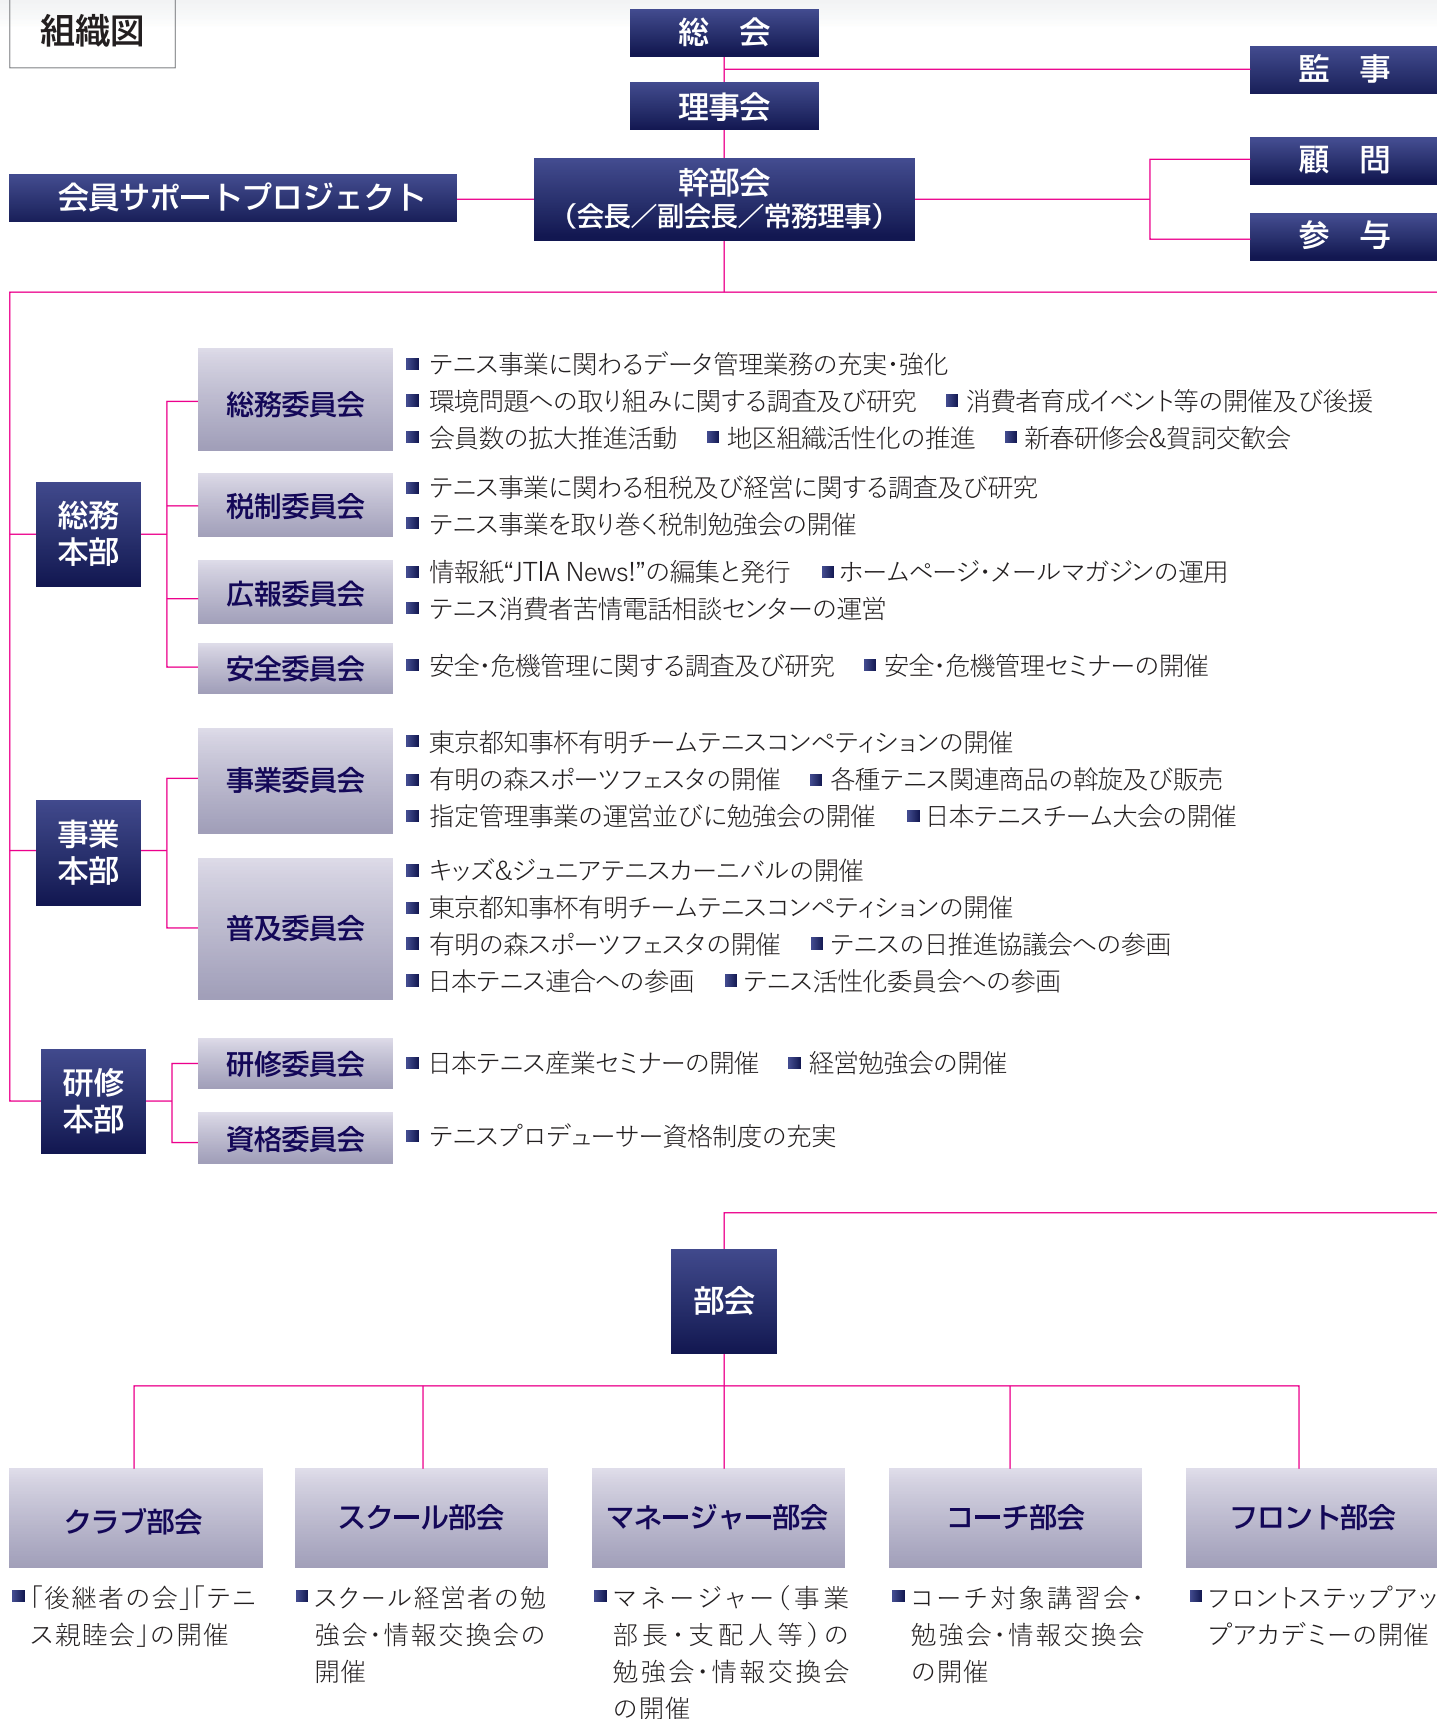 組織図
総　会
監　事
理事会
顧　問
会員サポートプロジェクト
幹部会
（会長／副会長／常務理事）
参　与
総務
本部
総務委員会
■ テニス事業に関わるデータ管理業務の充実・強化
■ 環境問題への取り組みに関する調査及び研究　■ 消費者育成イベント等の開催及び後援
■ 会員数の拡大推進活動　■ 地区組織活性化の推進　■ 新春研修会&賀詞交歓会
税制委員会
■ テニス事業に関わる租税及び経営に関する調査及び研究
■ テニス事業を取り巻く税制勉強会の開催
広報委員会
■ 情報紙“JTIA News!”の編集と発行　■ ホームページ・メールマガジンの運用
■ テニス消費者苦情電話相談センターの運営
安全委員会
■ 安全・危機管理に関する調査及び研究　■ 安全・危機管理セミナーの開催
事業
本部
事業委員会
■ 東京都知事杯有明チームテニスコンペティションの開催
■ 有明の森スポーツフェスタの開催　■ 各種テニス関連商品の斡旋及び販売
■ 指定管理事業の運営並びに勉強会の開催　■ 日本テニスチーム大会の開催
普及委員会
■ キッズ&ジュニアテニスカーニバルの開催
■ 東京都知事杯有明チームテニスコンペティションの開催
■ 有明の森スポーツフェスタの開催　■ テニスの日推進協議会への参画
■ 日本テニス連合への参画　■ テニス活性化委員会への参画
研修
本部
研修委員会
■ 日本テニス産業セミナーの開催　■ 経営勉強会の開催
資格委員会
■ テニスプロデューサー資格制度の充実
部会
クラブ部会
■「後継者の会」「テニ
ス親睦会」の開催
スクール部会
■ スクール経営者の勉
強会・情報交換会の
開催
マネージャー部会
■ マネージャー（事業
部長・支配人等）の
勉強会・情報交換会
の開催
コーチ部会
■ コーチ対象講習会・
勉強会・情報交換会
の開催
フロント部会
■ フロントステップアッ
プアカデミーの開催